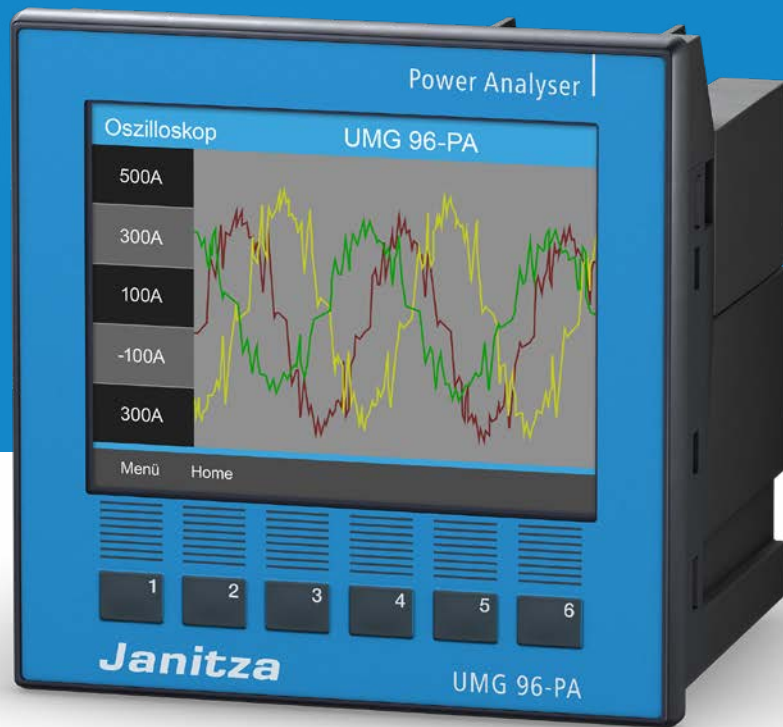 Power Analyser
Oszilloskop UMG 96-PA
500A
300A
100A
-100A
300A
Menü Home
1 2 3 4 5 6
Janitza
UMG 96-PA